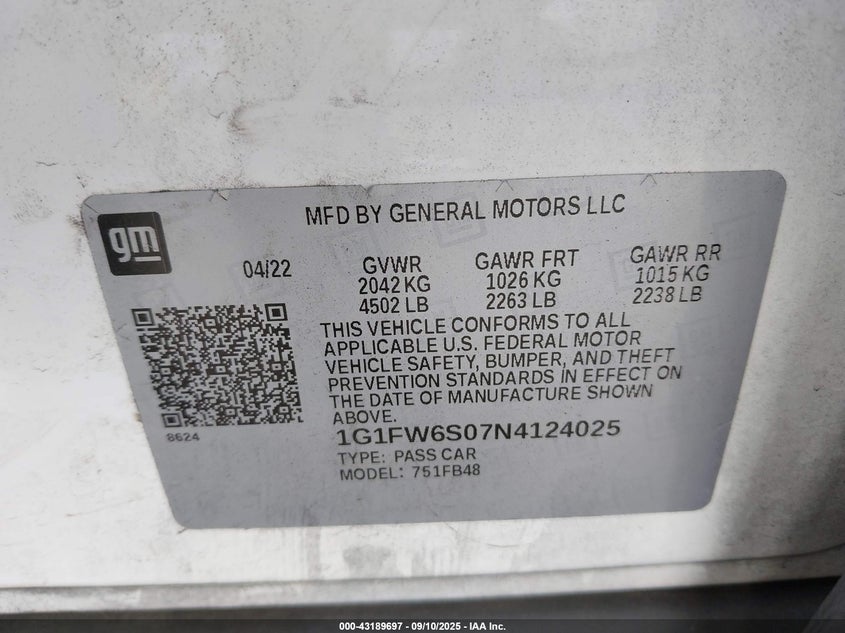 gm
MFD BY GENERAL MOTORS LLC
04/22
GVWR
2042 KG
4502 LB
GAWR FRT
1026 KG
2263 LB
GAWR RR
1015 KG
2238 LB
THIS VEHICLE CONFORMS TO ALL
APPLICABLE U.S. FEDERAL MOTOR
VEHICLE SAFETY, BUMPER, AND THEFT
PREVENTION STANDARDS IN EFFECT ON
THE DATE OF MANUFACTURE SHOWN
ABOVE.
8624
1G1FW6S07N4124025
TYPE: PASS CAR
MODEL: 751FB48
000-43189697 - 09/10/2025 - IAA Inc.